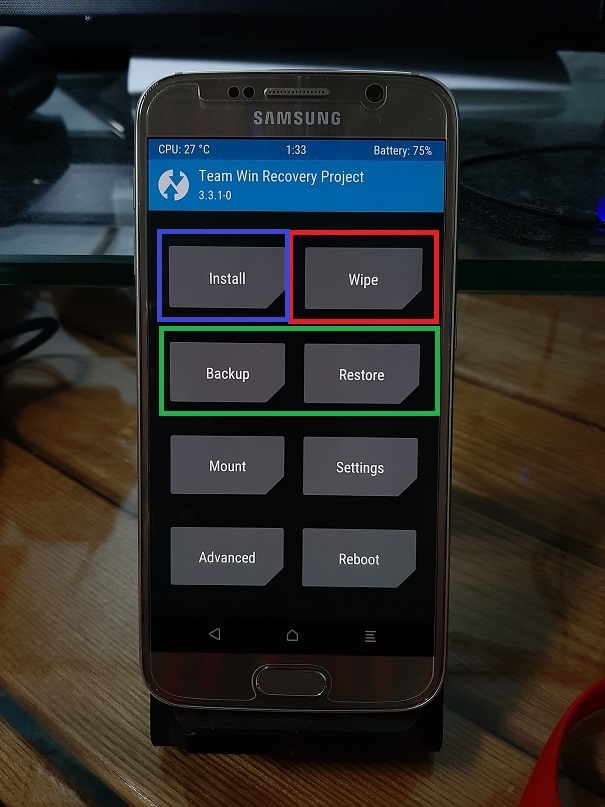 SAMSUNG
CPU: 27 °C 1:33 Battery: 75%
Team Win Recovery Project
3.3.1-0
Install Wipe
Backup Restore
Mount Settings
Advanced Reboot